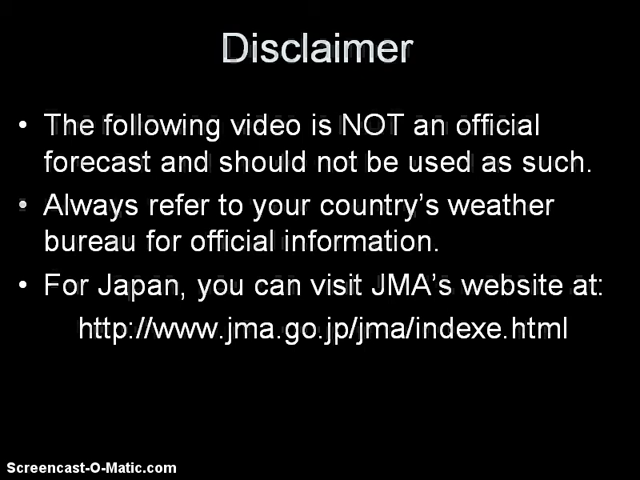 Disclaimer
• The following video is NOT an official
forecast and should not be used as such.
• Always refer to your country's weather
bureau for official information.
• For Japan, you can visit JMA's website at:
http://www.jma.go.jp/jma/indexe.html
Screencast-O-Matic.com